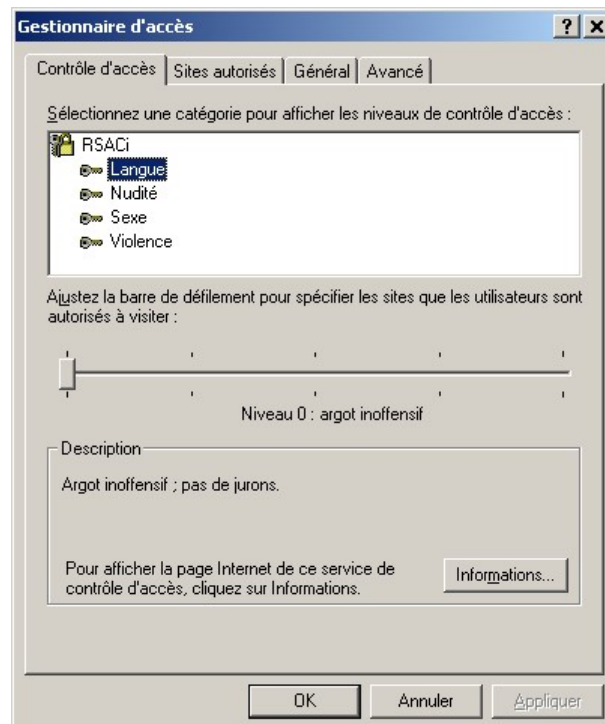 Gestionnaire d'accès
Contrôle d'accès Sites autorisés Général Avancé
Sélectionnez une catégorie pour afficher les niveaux de contrôle d'accès :
RSACi
Langue
Nudité
Sexe
Violence
Ajustez la barre de défilement pour spécifier les sites que les utilisateurs sont
autorisés à visiter :
Niveau 0 : argot inoffensif
Description
Argot inoffensif ; pas de jurons.
Pour afficher la page Internet de ce service de
contrôle d'accès, cliquez sur Informations.
Informations...
OK Annuler Appliquer